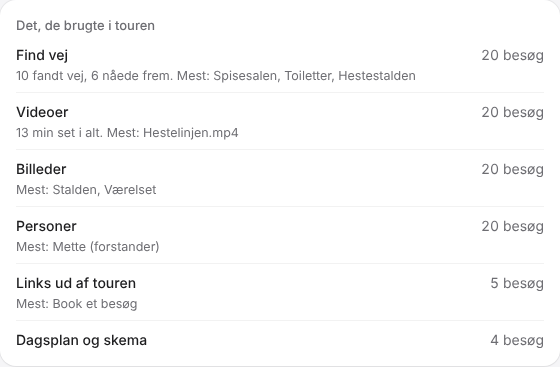 Det, de brugte i touren
Find vej 20 besøg
10 fandt vej, 6 nåede frem. Mest: Spisesalen, Toiletter, Hestestalden
Videoer 20 besøg
13 min set i alt. Mest: Hestelinjen.mp4
Billeder 20 besøg
Mest: Stalden, Værelset
Personer 20 besøg
Mest: Mette (forstander)
Links ud af touren 5 besøg
Mest: Book et besøg
Dagsplan og skema 4 besøg